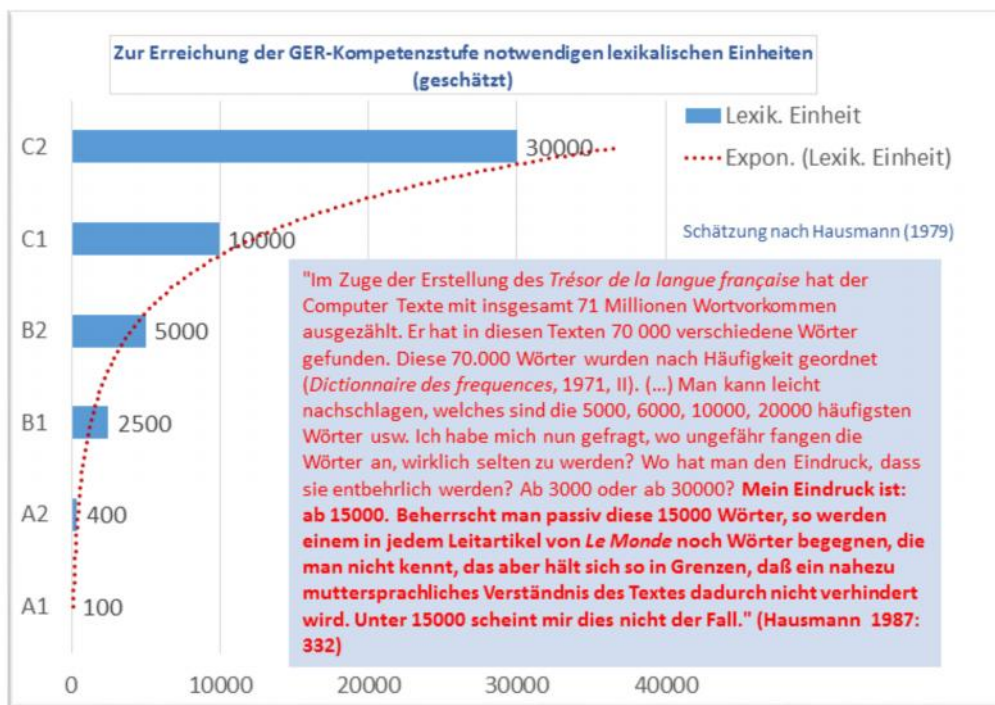 Zur Erreichung der GER-Kompetenzstufe notwendigen lexikalischen Einheiten
(geschätzt)
C2
30000
Lexik. Einheit
Expon. (Lexik. Einheit)
C1
10000
Schätzung nach Hausmann (1979)
B2
5000
B1
2500
A2
400
A1
100
"Im Zuge der Erstellung des Trésor de la langue française hat der
Computer Texte mit insgesamt 71 Millionen Wortvorkommen
ausgezählt. Er hat in diesen Texten 70 000 verschiedene Wörter
gefunden. Diese 70.000 Wörter wurden nach Häufigkeit geordnet
(Dictionnaire des frequences, 1971, II). (...) Man kann leicht
nachschlagen, welches sind die 5000, 6000, 10000, 20000 häufigsten
Wörter usw. Ich habe mich nun gefragt, wo ungefähr fangen die
Wörter an, wirklich selten zu werden? Wo hat man den Eindruck, dass
sie entbehrlich werden? Ab 3000 oder ab 30000? Mein Eindruck ist:
ab 15000. Beherrscht man passiv diese 15000 Wörter, so werden
einem in jedem Leitartikel von Le Monde noch Wörter begegnen, die
man nicht kennt, das aber hält sich so in Grenzen, daß ein nahezu
muttersprachliches Verständnis des Textes dadurch nicht verhindert
wird. Unter 15000 scheint mir dies nicht der Fall." (Hausmann 1987:
332)
0 10000 20000 30000 40000